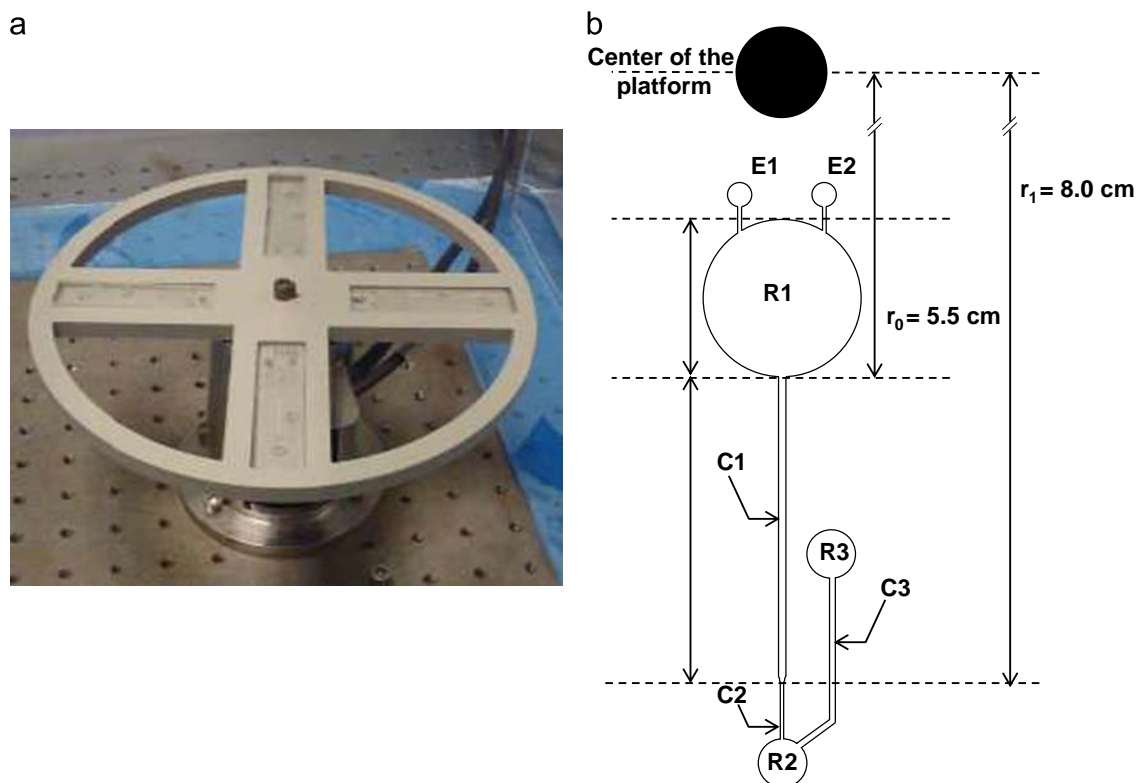 a
b
Center of the
platform
E1
E2
r₁ = 8.0 cm
R1
r₀ = 5.5 cm
C1
R3
C3
C2
R2